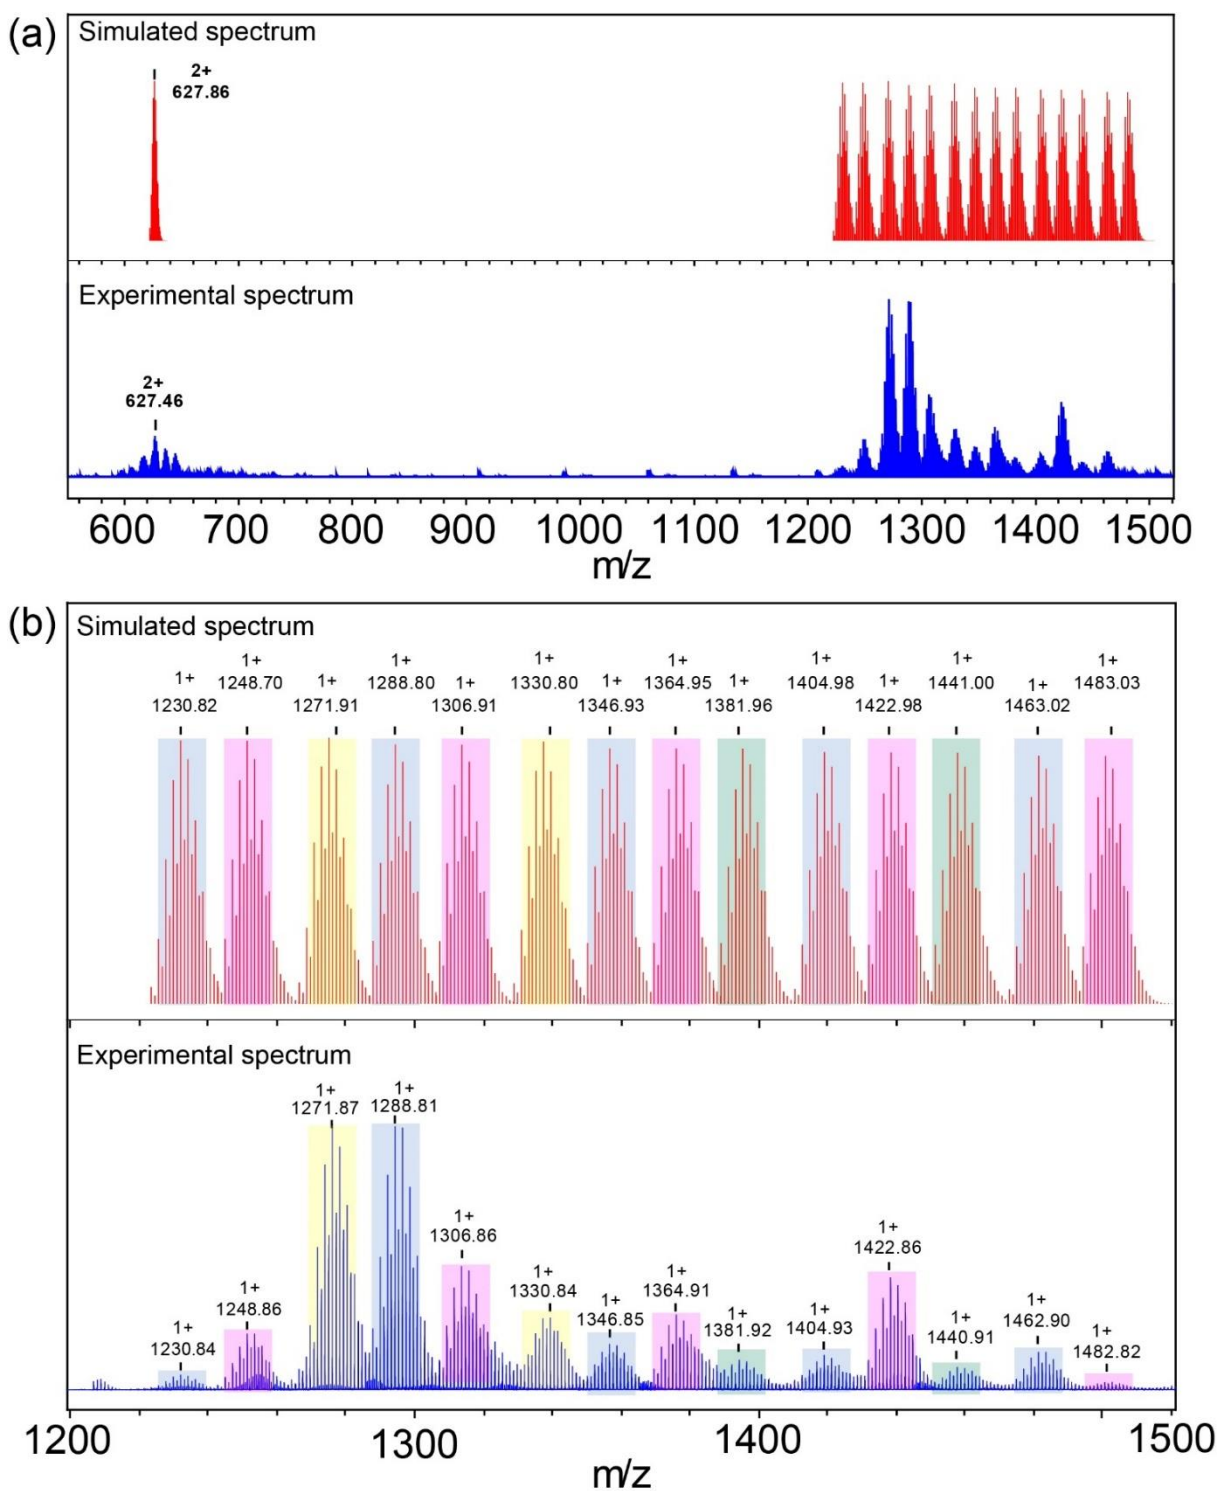 (a)
Simulated spectrum
2+
627.86
Experimental spectrum
2+
627.46
600 700 800 900 1000 1100 1200 1300 1400 1500
m/z
(b)
Simulated spectrum
1+ 1+ 1+ 1+ 1+ 1+ 1+ 1+ 1+ 1+ 1+ 1+ 1+ 1+
1230.82 1248.70 1271.91 1288.80 1306.91 1330.80 1346.93 1364.95 1381.96 1404.98 1422.98 1441.00 1463.02 1483.03
Experimental spectrum
1+ 1+ 1+ 1+ 1+ 1+ 1+ 1+ 1+ 1+ 1+ 1+ 1+ 1+
1230.84 1248.86 1271.87 1288.81 1306.86 1330.84 1346.85 1364.91 1381.92 1404.93 1422.86 1440.91 1462.90 1482.82
1200 1300 1400 1500
m/z